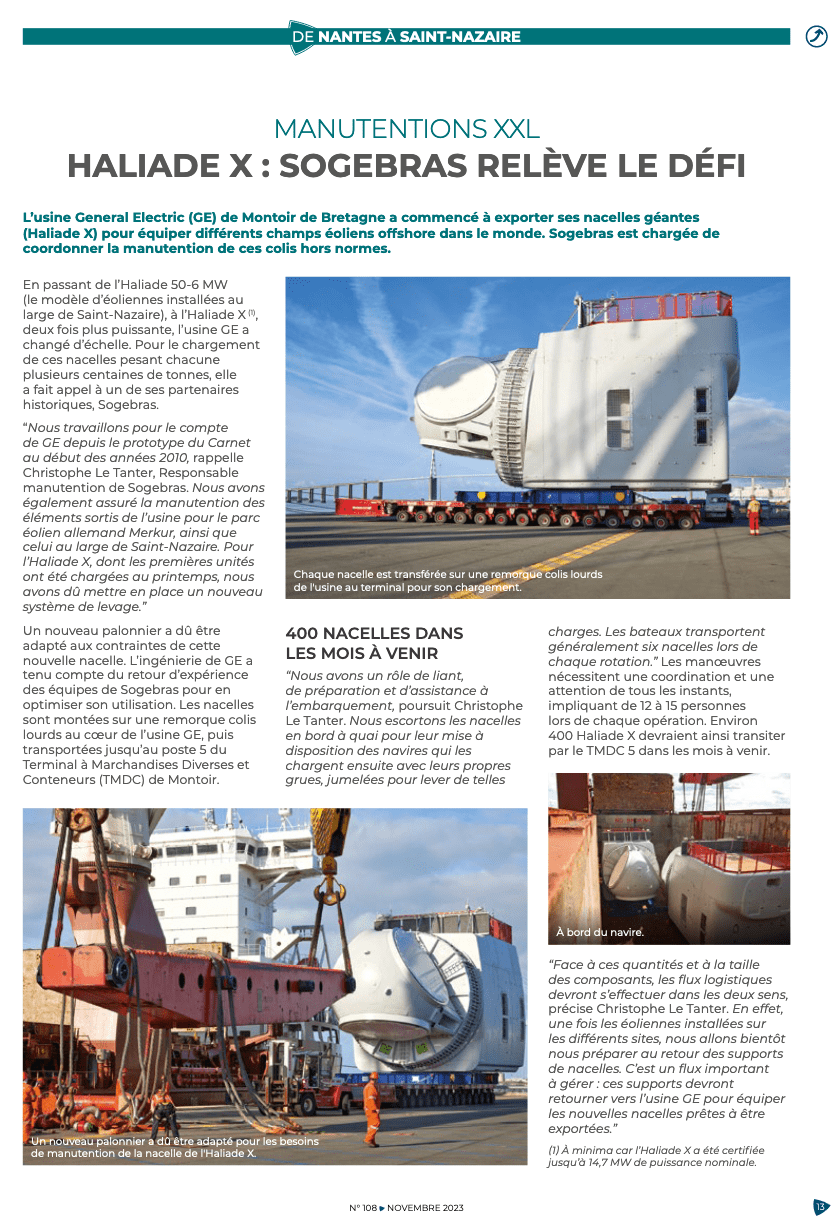 DE NANTES À SAINT-NAZAIRE
MANUTENTIONS XXL
HALIADE X : SOGEBRAS RELÈVE LE DÉFI
L’usine General Electric (GE) de Montoir de Bretagne a commencé à exporter ses nacelles géantes
(Haliade X) pour équiper différents champs éoliens offshore dans le monde. Sogebras est chargée de
coordonner la manutention de ces colis hors normes.
En passant de l’Haliade 50-6 MW
(le modèle d’éoliennes installées au
large de Saint-Nazaire), à l’Haliade X (1),
deux fois plus puissante, l’usine GE a
changé d’échelle. Pour le chargement
de ces nacelles pesant chacune
plusieurs centaines de tonnes, elle
a fait appel à un de ses partenaires
historiques, Sogebras.
“Nous travaillons pour le compte
de GE depuis le prototype du Carnet
au début des années 2010, rappelle
Christophe Le Tanter, Responsable
manutention de Sogebras. Nous avons
également assuré la manutention des
éléments sortis de l’usine pour le parc
éolien allemand Merkur, ainsi que
celui au large de Saint-Nazaire. Pour
l’Haliade X, dont les premières unités
ont été chargées au printemps, nous
avons dû mettre en place un nouveau
système de levage.”
Un nouveau palonnier a dû être
adapté aux contraintes de cette
nouvelle nacelle. L’ingénierie de GE a
tenu compte du retour d’expérience
des équipes de Sogebras pour en
optimiser son utilisation. Les nacelles
sont montées sur une remorque colis
lourds au cœur de l’usine GE, puis
transportées jusqu’au poste 5 du
Terminal à Marchandises Diverses et
Conteneurs (TMDC) de Montoir.
Chaque nacelle est transférée sur une remorque colis lourds
de l'usine au terminal pour son chargement.
400 NACELLES DANS
LES MOIS À VENIR
“Nous avons un rôle de liant,
de préparation et d’assistance à
l’embarquement, poursuit Christophe
Le Tanter. Nous escortons les nacelles
en bord à quai pour leur mise à
disposition des navires qui les
chargent ensuite avec leurs propres
grues, jumelées pour lever de telles
charges. Les bateaux transportent
généralement six nacelles lors de
chaque rotation.” Les manœuvres
nécessitent une coordination et une
attention de tous les instants,
impliquant de 12 à 15 personnes
lors de chaque opération. Environ
400 Haliade X devraient ainsi transiter
par le TMDC 5 dans les mois à venir.
À bord du navire.
“Face à ces quantités et à la taille
des composants, les flux logistiques
devront s’effectuer dans les deux sens,
précise Christophe Le Tanter. En effet,
une fois les éoliennes installées sur
les différents sites, nous allons bientôt
nous préparer au retour des supports
de nacelles. C’est un flux important
à gérer : ces supports devront
retourner vers l’usine GE pour équiper
les nouvelles nacelles prêtes à être
exportées.”
(1) À minima car l’Haliade X a été certifiée
jusqu’à 14,7 MW de puissance nominale.
Un nouveau palonnier a dû être adapté pour les besoins
de manutention de la nacelle de l'Haliade X.
N° 108 NOVEMBRE 2023
13